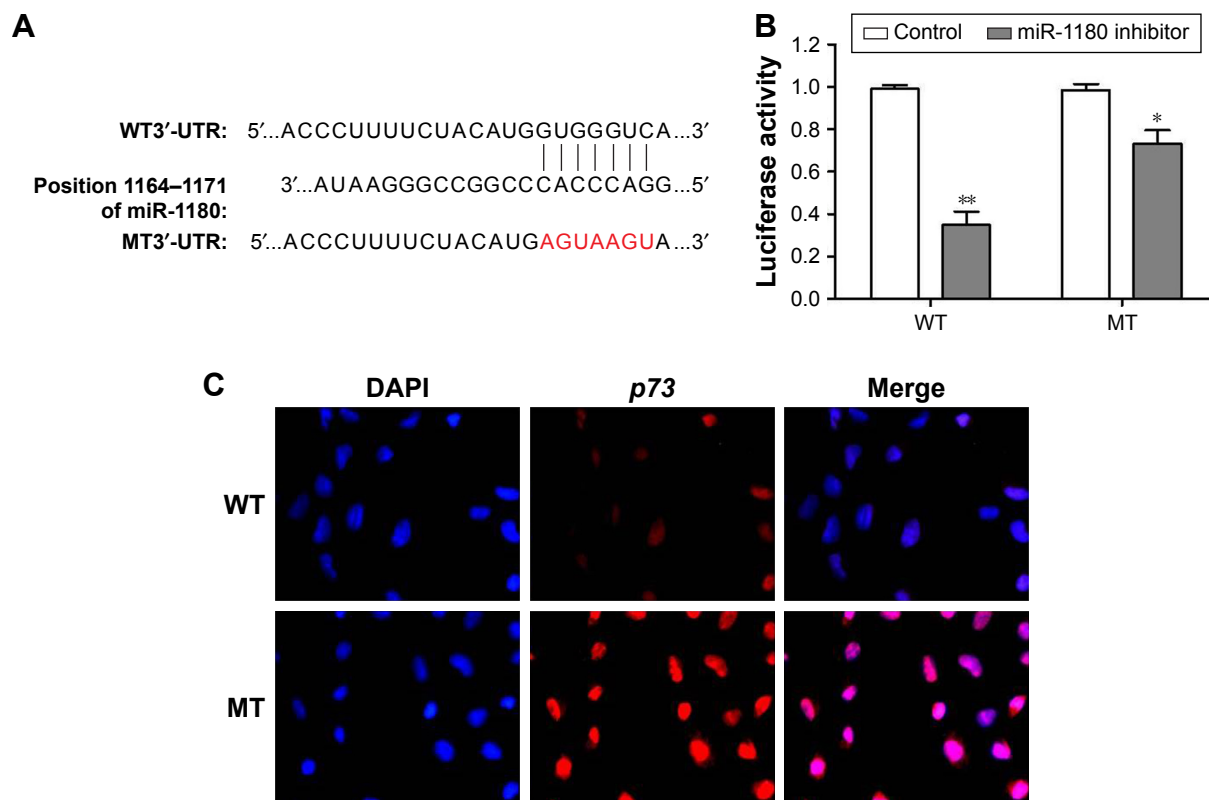 A
WT3′-UTR: 5′...ACCCUUUUCUACAUGGUGGGUCA...3′
Position 1164–1171
of miR-1180:
3′...AUAAGGGCCGGCCCACCCAGG...5′
MT3′-UTR: 5′...ACCCUUUUCUACAUGAGUAAGUA...3′
B
Control miR-1180 inhibitor
Luciferase activity
1.2
1.0
0.8
0.6
0.4
0.2
0.0
**
*
WT MT
C
DAPI p73 Merge
WT
MT